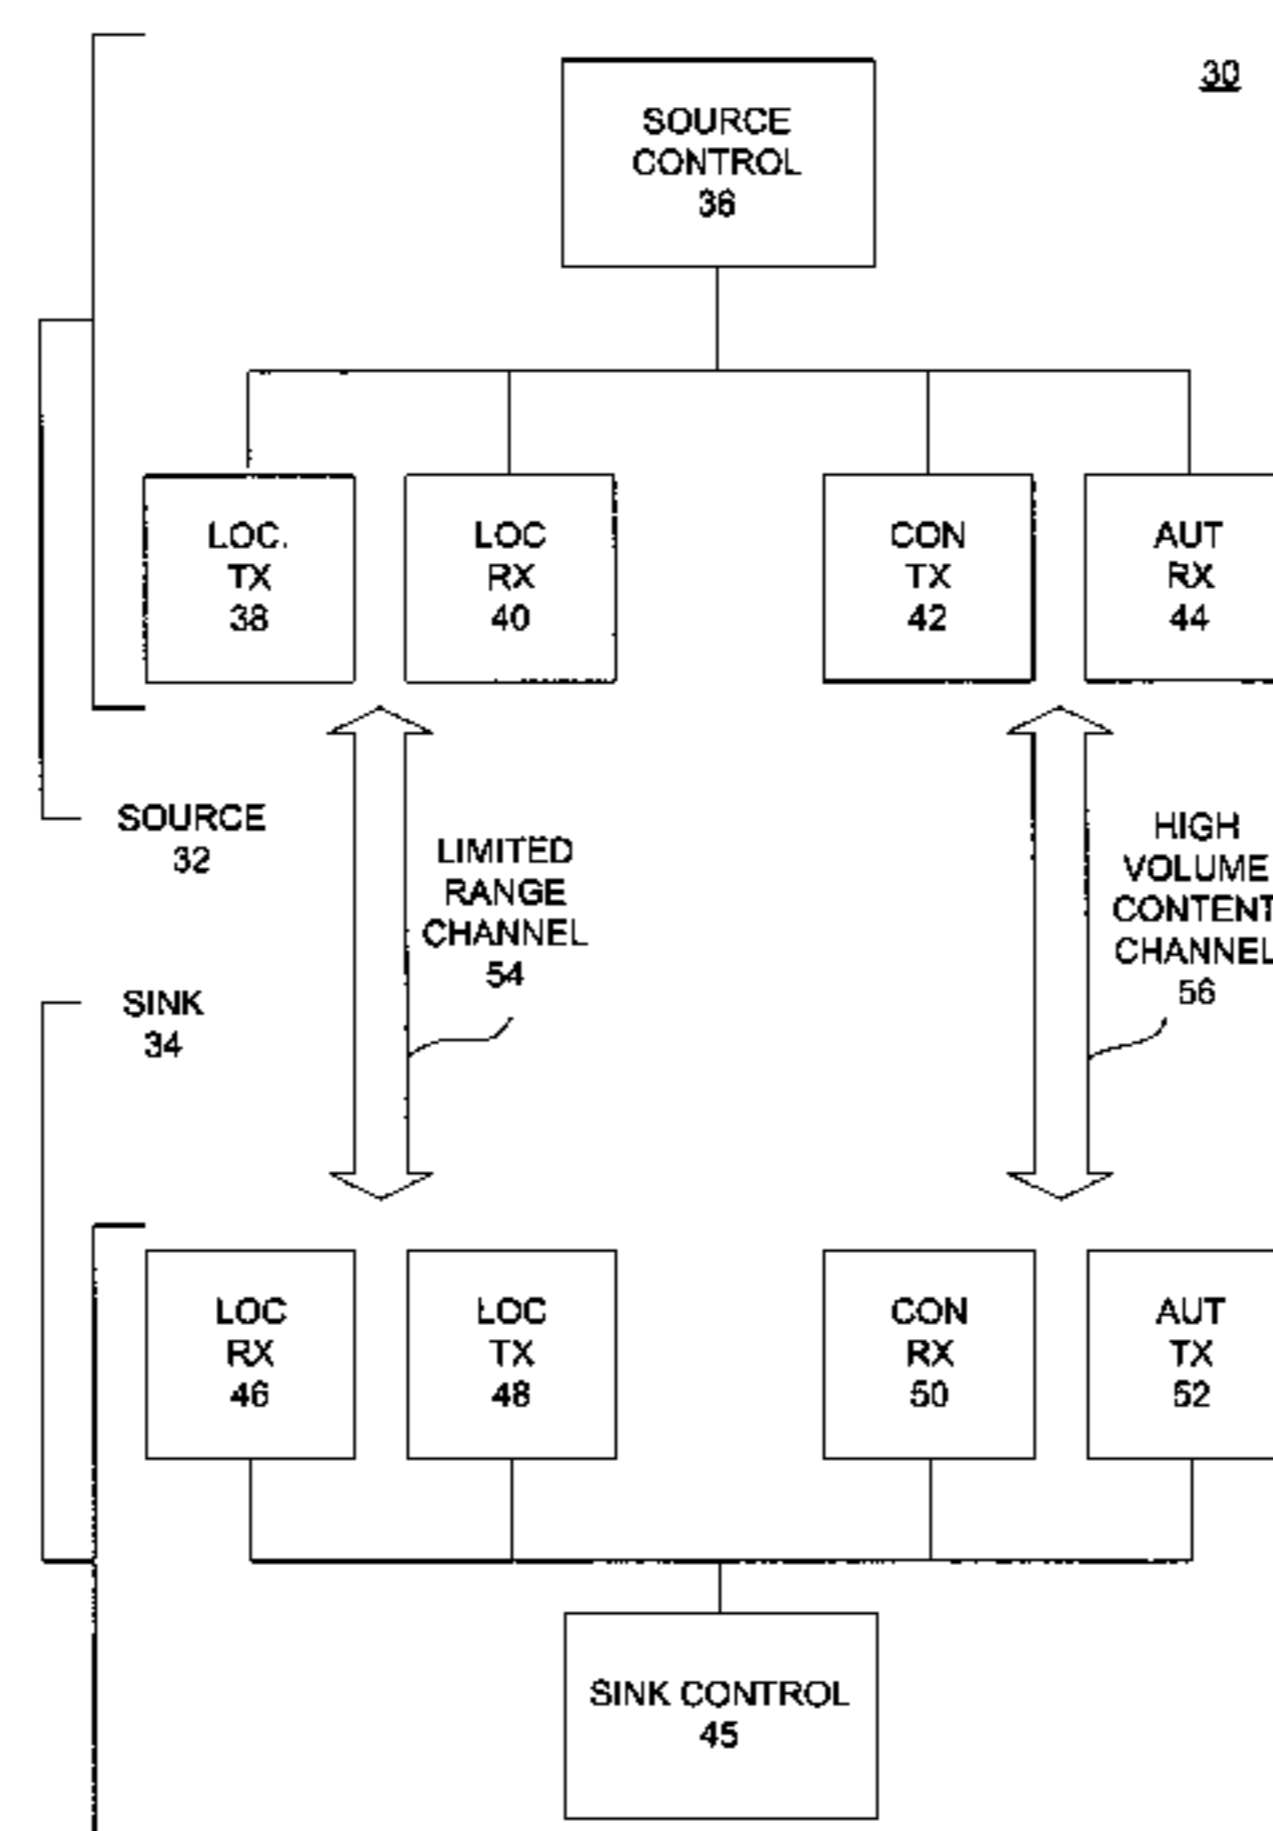 30
SOURCE
CONTROL
36
LOC.
TX
38
LOC
RX
40
CON
TX
42
AUT
RX
44
SOURCE
32
LIMITED
RANGE
CHANNEL
54
HIGH
VOLUME
CONTENT
CHANNEL
56
SINK
34
LOC
RX
46
LOC
TX
48
CON
RX
50
AUT
TX
52
SINK CONTROL
45